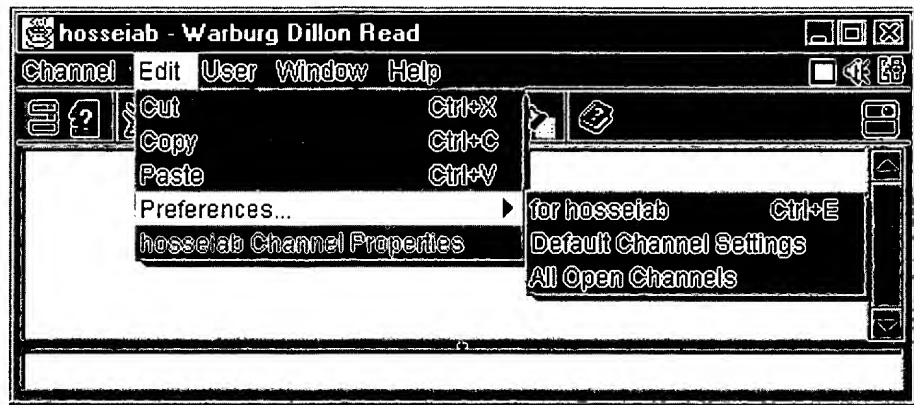 hosseiab - Warburg Dillon Read
Channel Edit User Window Help
Cut Ctrl+X
Copy Ctrl+C
Paste Ctrl+V
Preferences...
for hosseiab Ctrl+E
hosseiab Channel Properties
Default Channel Settings
All Open Channels